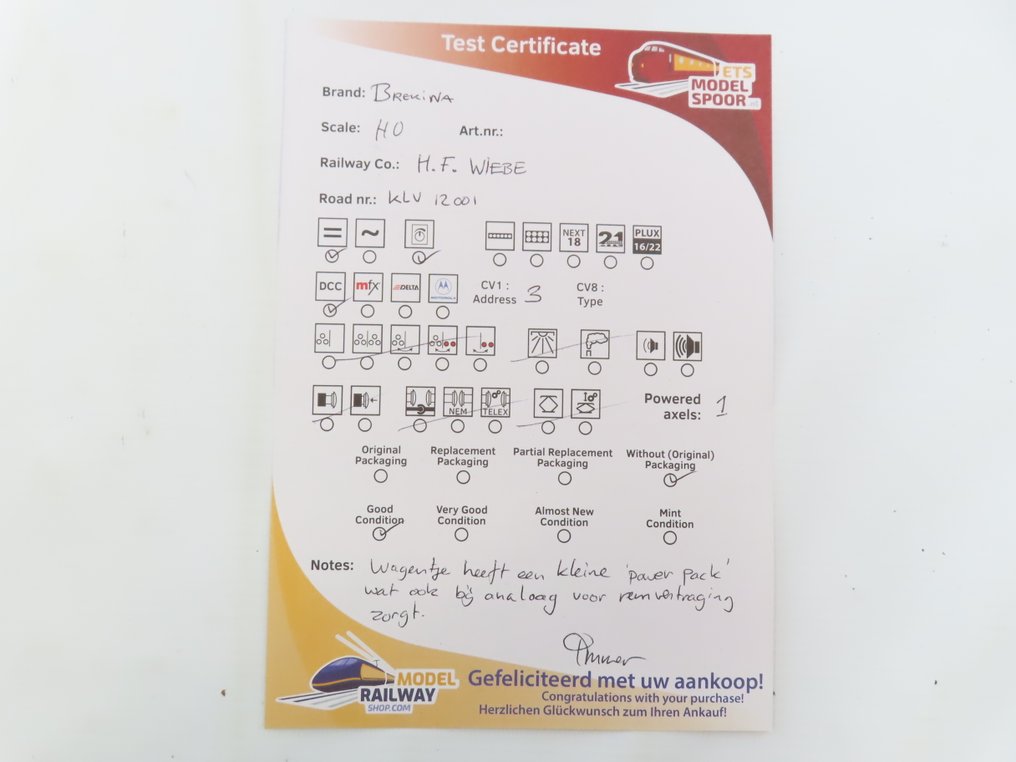 Test Certificate
ETS
MODEL
SPOOR.nl
Brand: BREKINA
Scale: HO Art.nr.:
Railway Co.: H.F. WIEBE
Road nr.: KLV 12001
= ~ NEXT 18 21 PLUX 16/22
DCC mfx DELTA MOTOROLA CV1 : Address 3 CV8 : Type
NEM TELEX Powered axels: 1
Original Packaging Replacement Packaging Partial Replacement Packaging Without (Original) Packaging
Good Condition Very Good Condition Almost New Condition Mint Condition
Notes: Wagentje heeft een kleine 'power pack'
wat ook bij analoog voor remvertraging
zorgt.
MODEL
RAILWAY
SHOP.COM
Gefeliciteerd met uw aankoop!
Congratulations with your purchase!
Herzlichen Glückwunsch zum Ihren Ankauf!